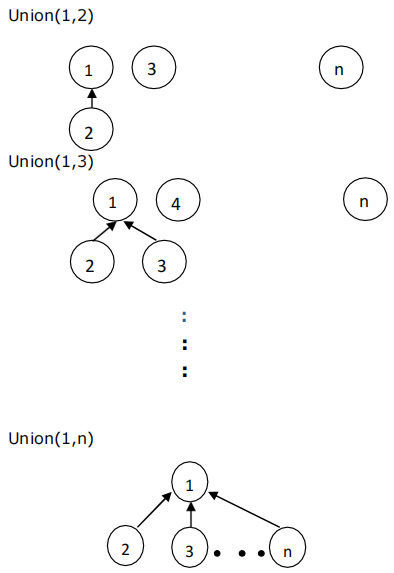 Union(1,2)
1 3 n
2
Union(1,3)
1 4 n
2 3
:
:
:
Union(1,n)
1
2 3 • • • n